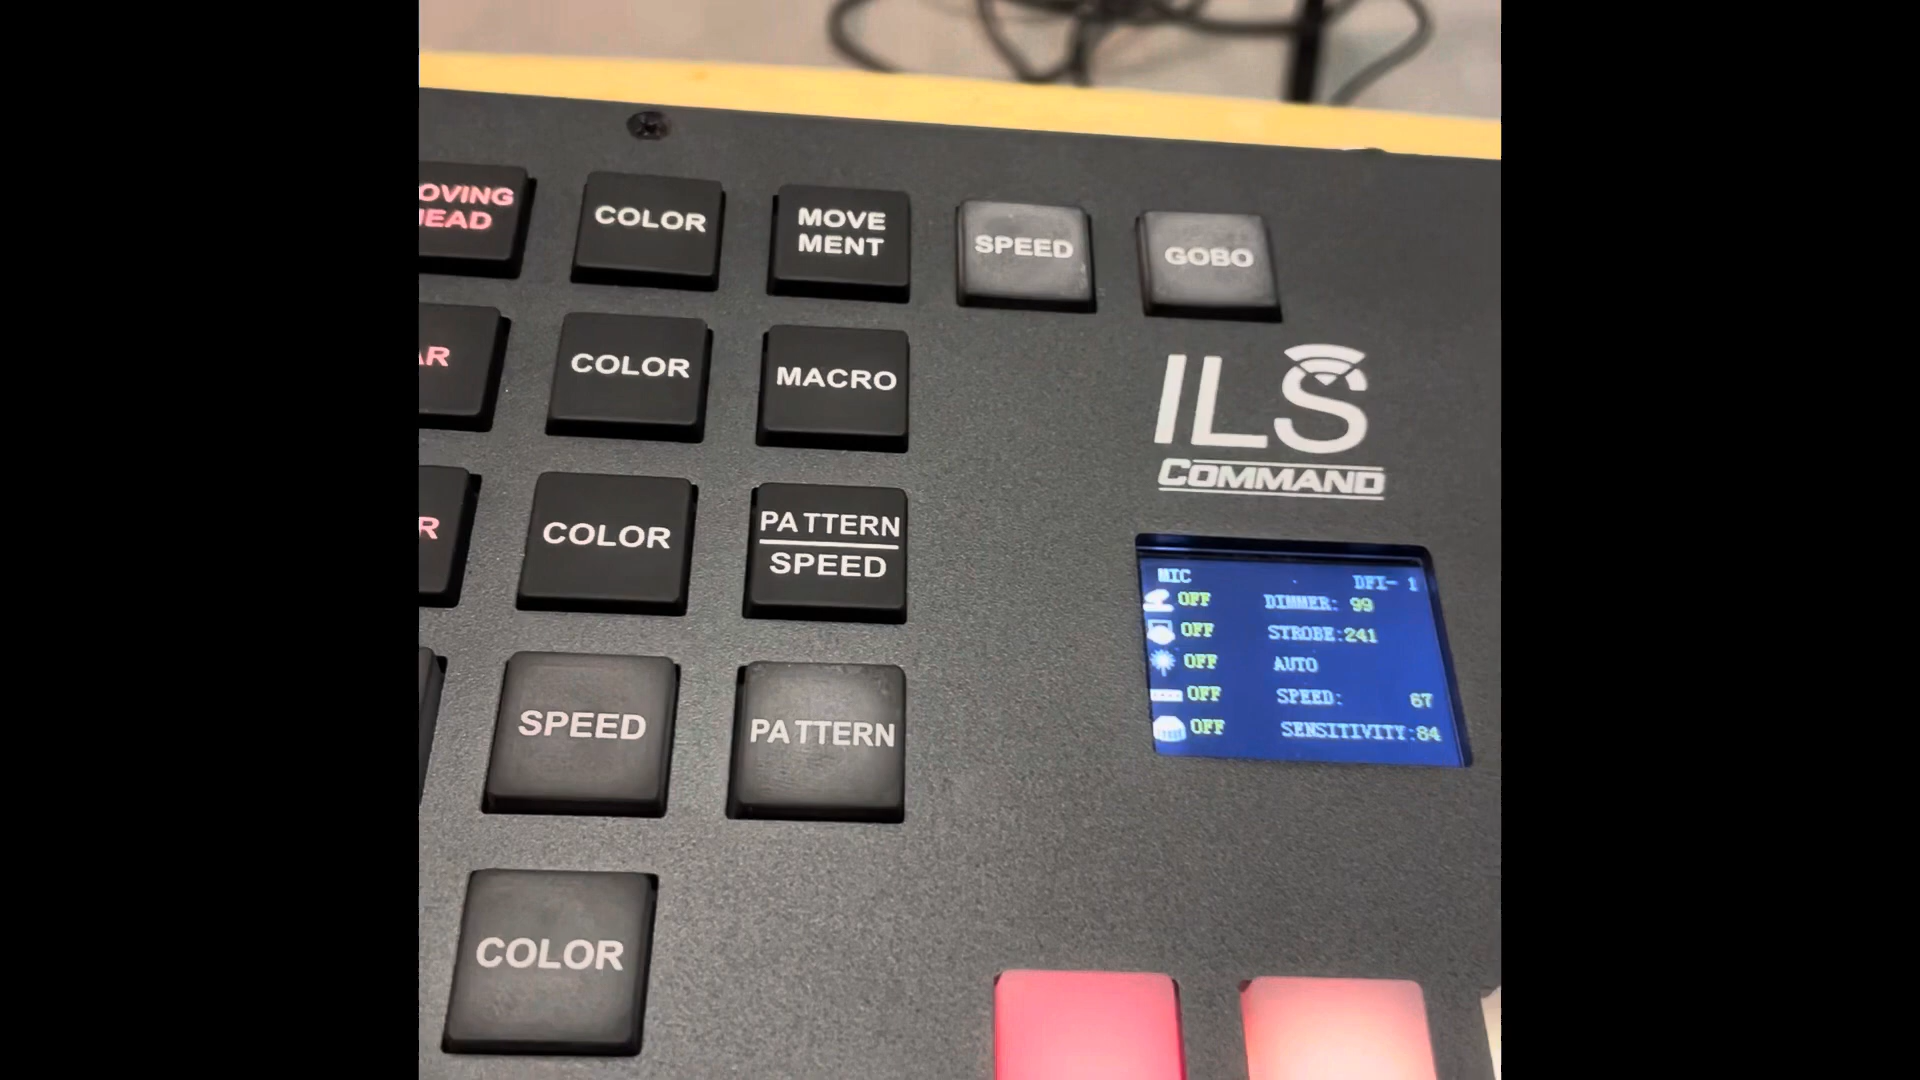 OVING
EAD
COLOR
MOVE
MENT
SPEED
GOBO
AR
COLOR
MACRO
ILS
COMMAND
R
COLOR
PATTERN
SPEED
MIC
DFI- 1
OFF DIMMER: 99
OFF STROBE:241
OFF AUTO
OFF SPEED: 67
OFF SENSITIVITY:84
SPEED
PATTERN
COLOR